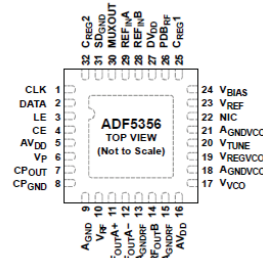 32 CREG2
31 SDGND
30 MUXOUT
29 REFINA
28 REFINB
27 DVDD
26 PDBRF
25 CREG1
CLK 1
DATA 2
LE 3
CE 4
AVDD 5
VP 6
CPOUT 7
CPGND 8
ADF5356
TOP VIEW
(Not to Scale)
24 VBIAS
23 VREF
22 NIC
21 AGNDVCO
20 VTUNE
19 VREGVCO
18 AGNDVCO
17 VVCO
AGND 9
VRF 10
RFOUTA+ 11
RFOUTA− 12
AGNDRF 13
RFOUTB 14
AGNDRF 15
AVDD 16